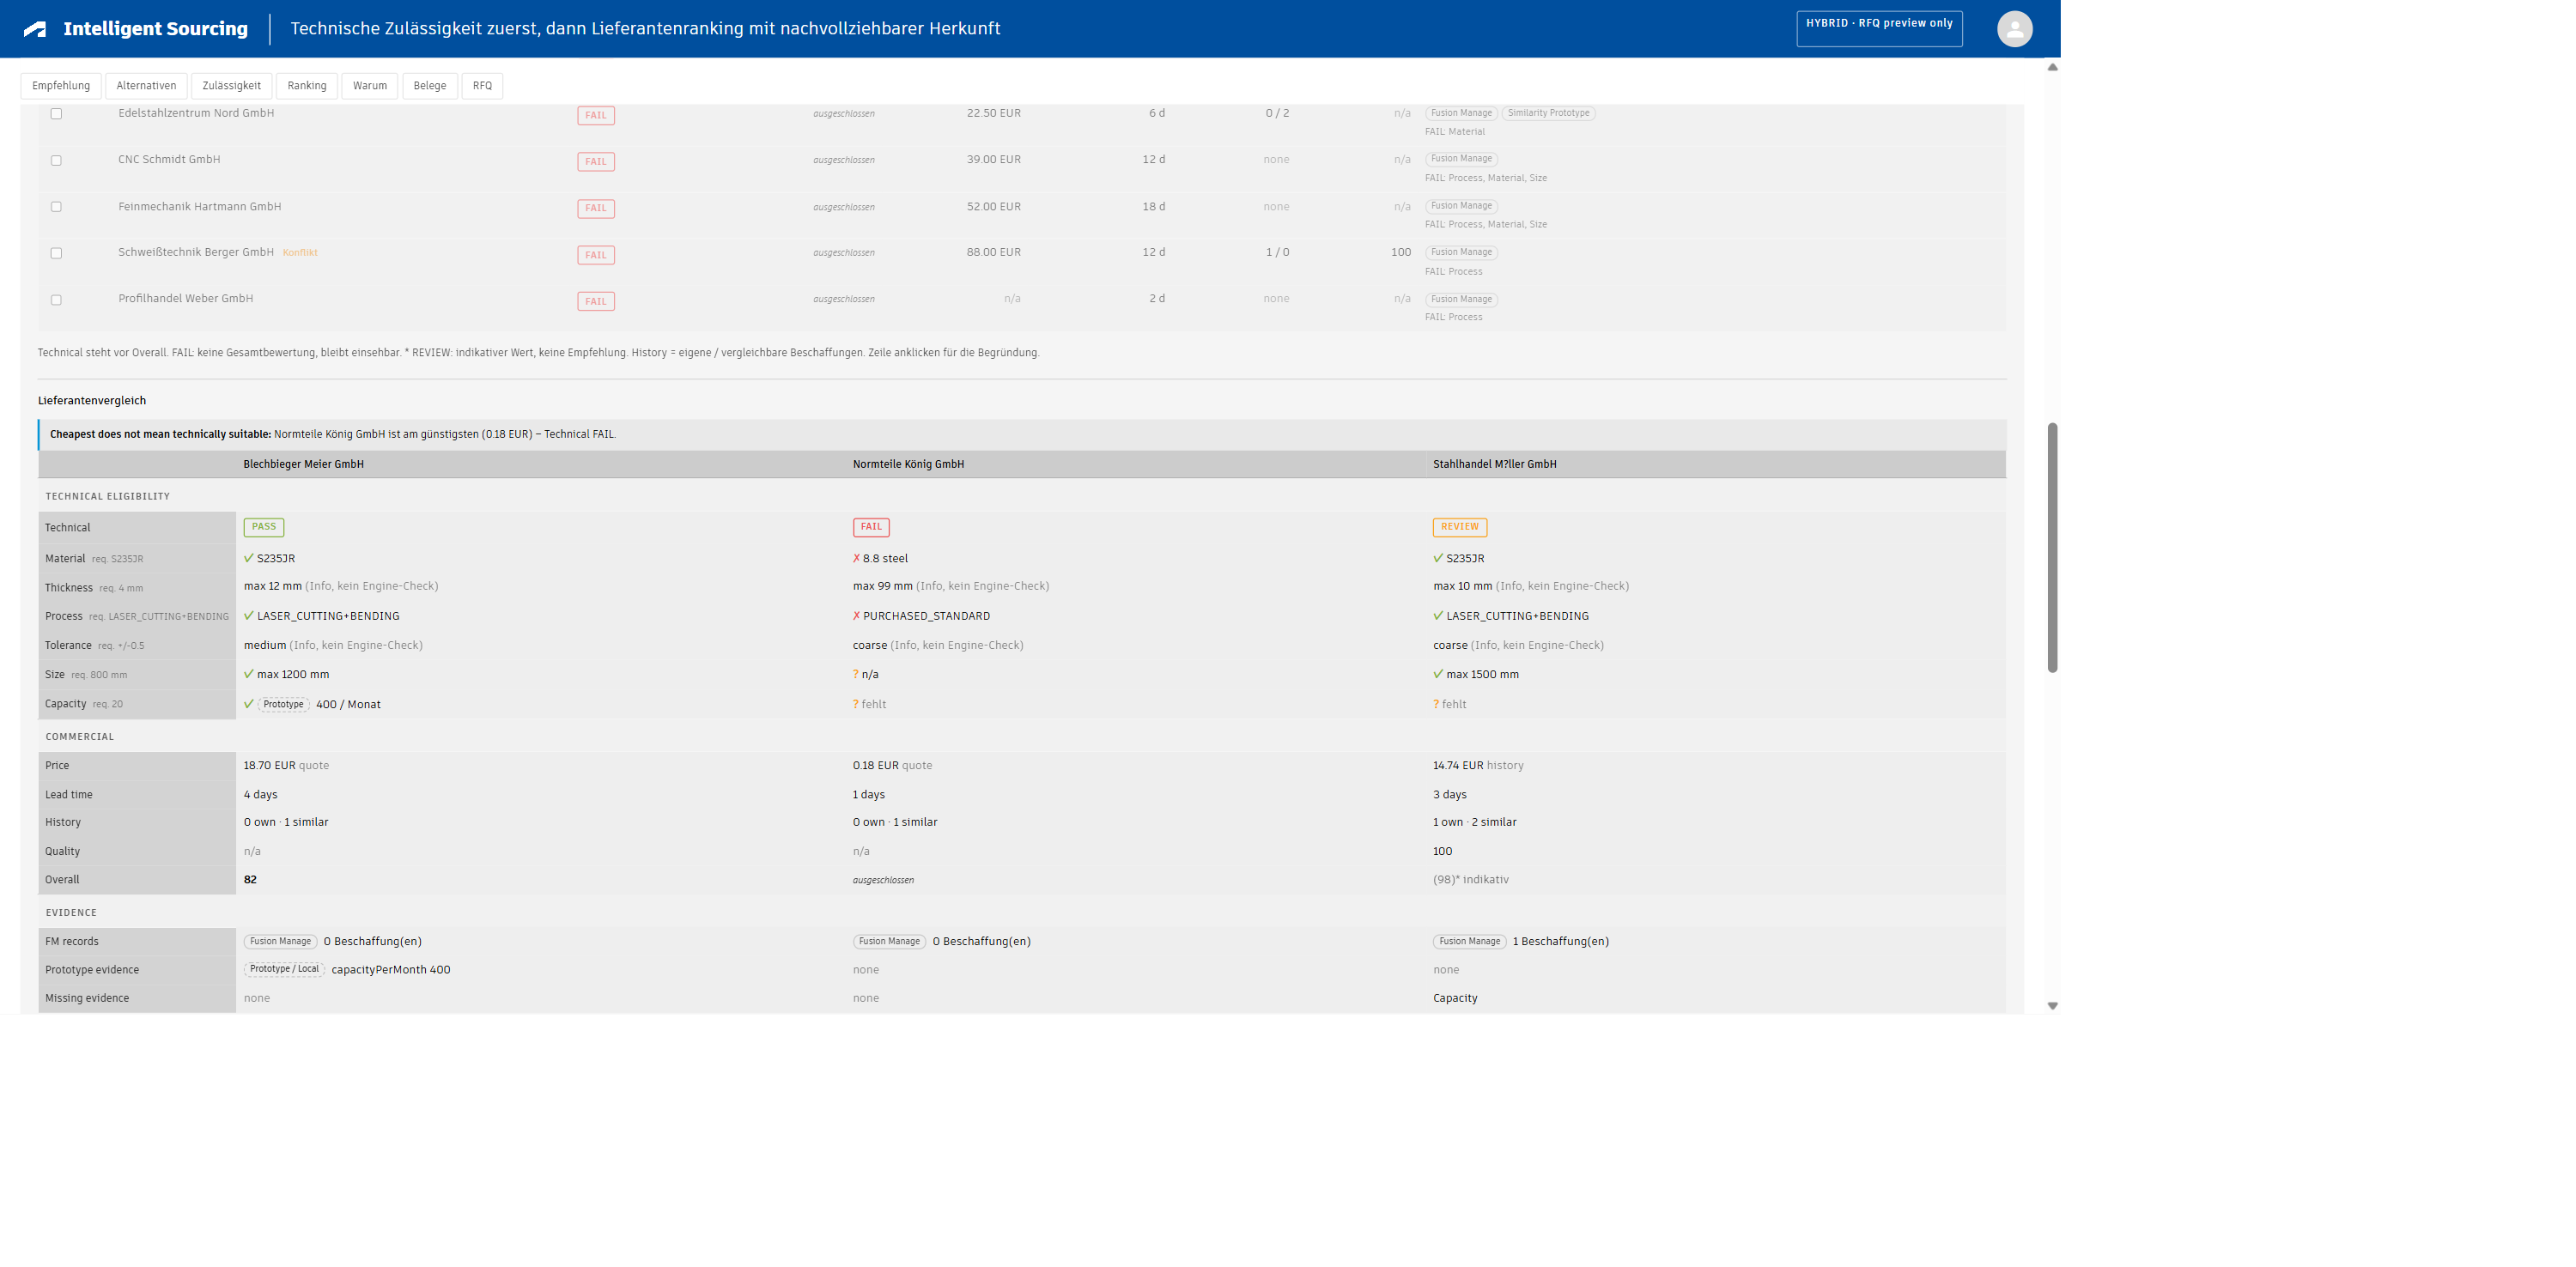 Intelligent Sourcing Technische Zulässigkeit zuerst, dann Lieferantenranking mit nachvollziehbarer Herkunft HYBRID · RFQ preview only
Empfehlung Alternativen Zulässigkeit Ranking Warum Belege RFQ
Edelstahlzentrum Nord GmbH FAIL ausgeschlossen 22.50 EUR 6 d 0 / 2 n/a Fusion Manage Similarity Prototype
FAIL: Material
CNC Schmidt GmbH FAIL ausgeschlossen 39.00 EUR 12 d none n/a Fusion Manage
FAIL: Process, Material, Size
Feinmechanik Hartmann GmbH FAIL ausgeschlossen 52.00 EUR 18 d none n/a Fusion Manage
FAIL: Process, Material, Size
Schweißtechnik Berger GmbH Konflikt FAIL ausgeschlossen 88.00 EUR 12 d 1 / 0 100 Fusion Manage
FAIL: Process
Profilhandel Weber GmbH FAIL ausgeschlossen n/a 2 d none n/a Fusion Manage
FAIL: Process
Technical steht vor Overall. FAIL: keine Gesamtbewertung, bleibt einsehbar. * REVIEW: indikativer Wert, keine Empfehlung. History = eigene / vergleichbare Beschaffungen. Zeile anklicken für die Begründung.
Lieferantenvergleich
Cheapest does not mean technically suitable: Normteile König GmbH ist am günstigsten (0.18 EUR) – Technical FAIL.
Blechbieger Meier GmbH Normteile König GmbH Stahlhandel M?ller GmbH
TECHNICAL ELIGIBILITY
Technical PASS FAIL REVIEW
Material req. S235JR ✓ S235JR ✗ 8.8 steel ✓ S235JR
Thickness req. 4 mm max 12 mm (Info, kein Engine-Check) max 99 mm (Info, kein Engine-Check) max 10 mm (Info, kein Engine-Check)
Process req. LASER_CUTTING+BENDING ✓ LASER_CUTTING+BENDING ✗ PURCHASED_STANDARD ✓ LASER_CUTTING+BENDING
Tolerance req. +/-0.5 medium (Info, kein Engine-Check) coarse (Info, kein Engine-Check) coarse (Info, kein Engine-Check)
Size req. 800 mm ✓ max 1200 mm ? n/a ✓ max 1500 mm
Capacity req. 20 ✓ Prototype 400 / Monat ? fehlt ? fehlt
COMMERCIAL
Price 18.70 EUR quote 0.18 EUR quote 14.74 EUR history
Lead time 4 days 1 days 3 days
History 0 own · 1 similar 0 own · 1 similar 1 own · 2 similar
Quality n/a n/a 100
Overall 82 ausgeschlossen (98)* indikativ
EVIDENCE
FM records Fusion Manage 0 Beschaffung(en) Fusion Manage 0 Beschaffung(en) Fusion Manage 1 Beschaffung(en)
Prototype evidence Prototype / Local capacityPerMonth 400 none none
Missing evidence none none Capacity